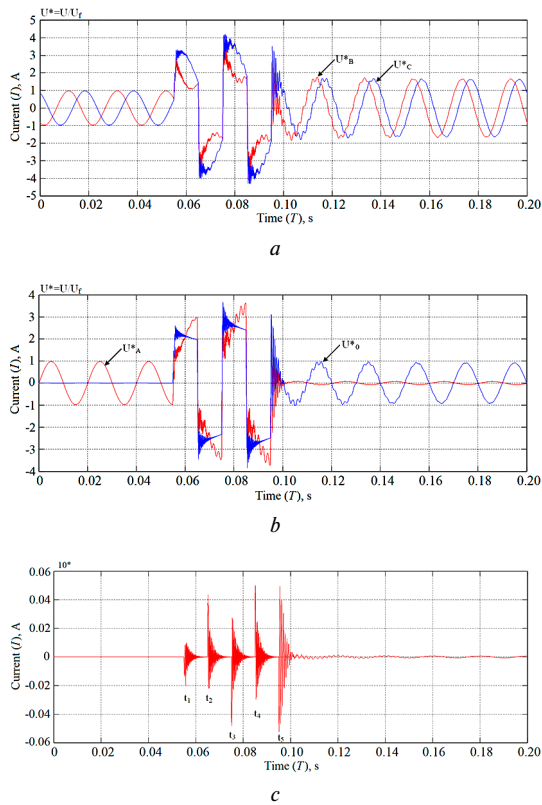 U*=U/Uf
5
4
3
2
1
0
-1
-2
-3
-4
-5
Current (I), A
U*B
U*C
0 0.02 0.04 0.06 0.08 0.10 0.12 0.14 0.16 0.18 0.20
Time (T), s
a
U*=U/Uf
4
3
2
1
0
-1
-2
-3
-4
Current (I), A
U*A
U*0
0 0.02 0.04 0.06 0.08 0.10 0.12 0.14 0.16 0.18 0.20
Time (T), s
b
10⁴
0.06
0.04
0.02
0
-0.02
-0.04
-0.06
Current (I), A
t1
t2
t3
t4
t5
0 0.02 0.04 0.06 0.08 0.10 0.12 0.14 0.16 0.18 0.20
Time (T), s
c